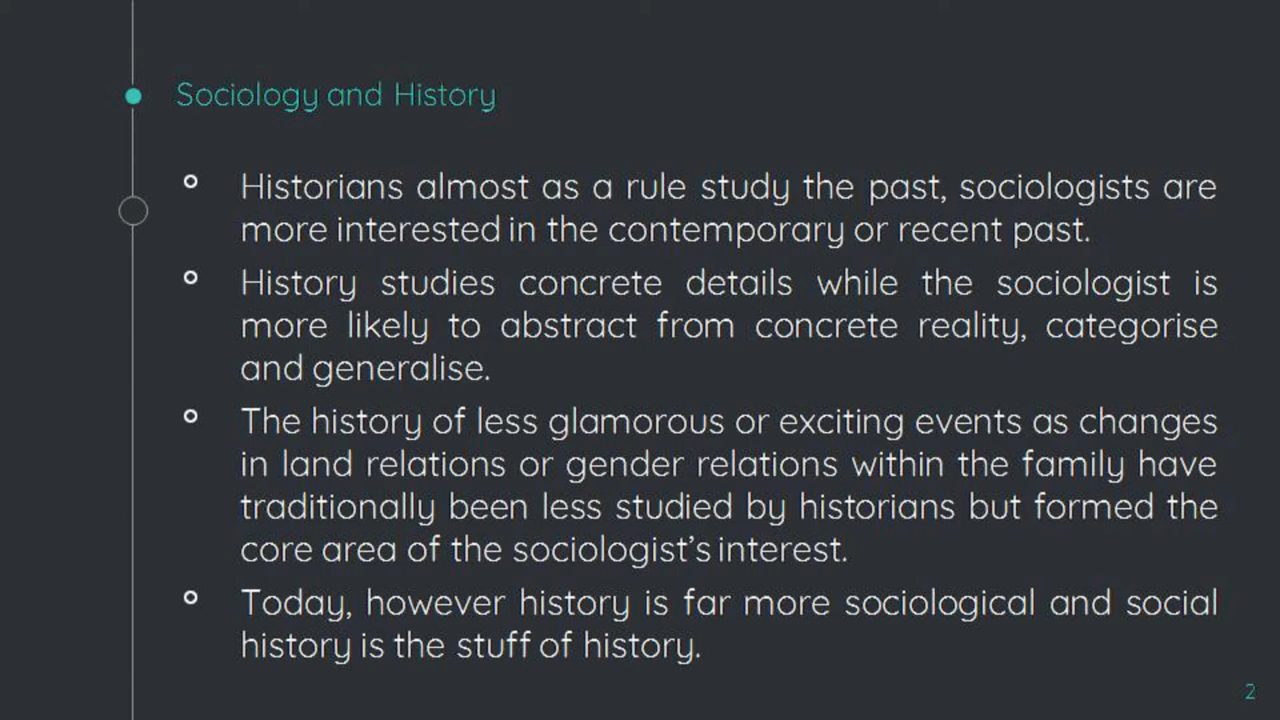 Sociology and History
Historians almost as a rule study the past, sociologists are
more interested in the contemporary or recent past.
History studies concrete details while the sociologist is
more likely to abstract from concrete reality, categorise
and generalise.
The history of less glamorous or exciting events as changes
in land relations or gender relations within the family have
traditionally been less studied by historians but formed the
core area of the sociologist’s interest.
Today, however history is far more sociological and social
history is the stuff of history.
2